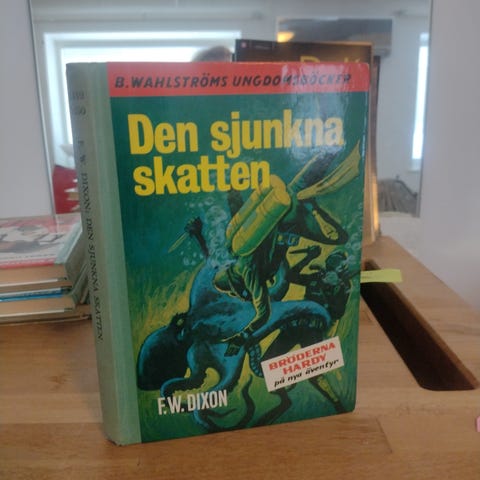 B.WAHLSTRÖMS UNGDOMSBÖCKER
Den sjunkna
skatten
BRÖDERNA
HARDY
på nya äventyr
F.W. DIXON
F. W. DIXON: DEN SJUNKNA SKATTEN